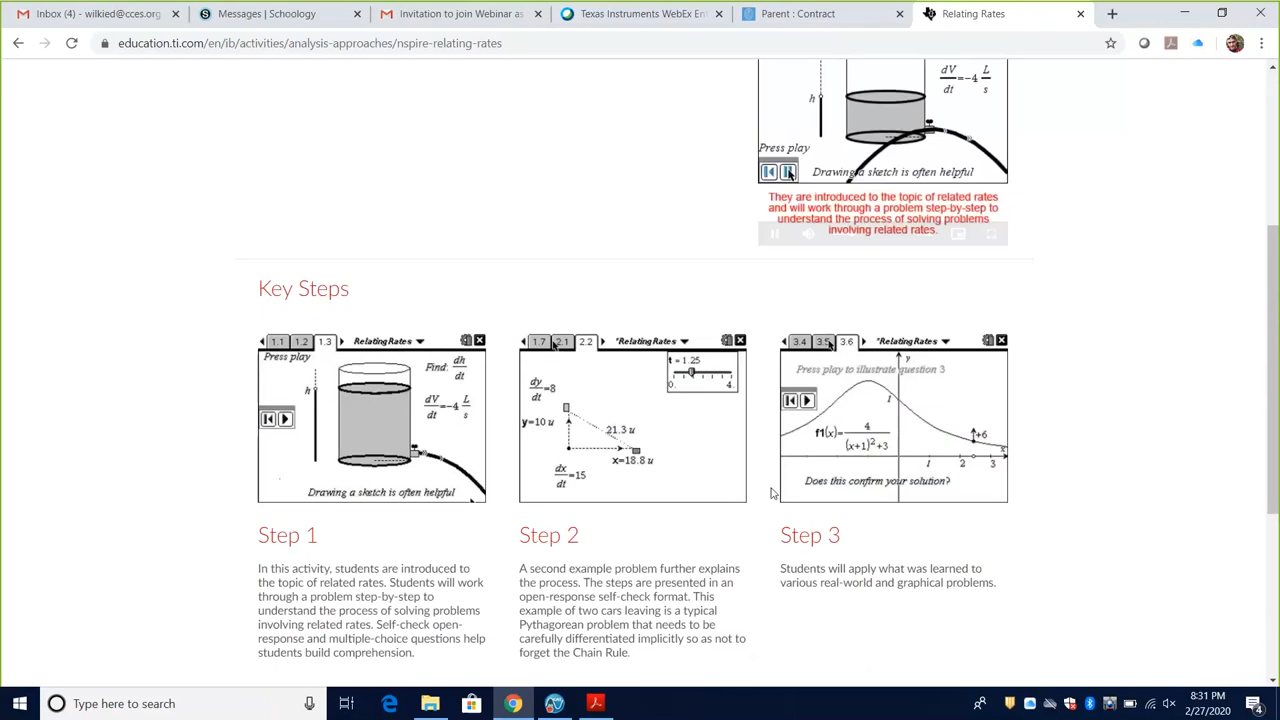 Inbox (4) - wilkied@cces.org
Messages | Schoology
Invitation to join Webinar as
Texas Instruments WebEx Ent
Parent : Contract
Relating Rates
education.ti.com/en/ib/activities/analysis-approaches/nspire-relating-rates
dV/dt=-4 L/s
h
Press play
Drawing a sketch is often helpful
They are introduced to the topic of related rates
and will work through a problem step-by-step to
understand the process of solving problems
involving related rates.
Key Steps
1.1 1.2 1.3 RelatingRates
Press play
Find: dh/dt
h
dV/dt=-4 L/s
Drawing a sketch is often helpful
1.7 2.1 2.2 *RelatingRates
t = 1.25
0. 4.
dy/dt=8
y=10 u
21.3 u
x=18.8 u
dx/dt=15
3.4 3.5 3.6 *RelatingRates
y
Press play to illustrate question 3
1
f1(x)= 4/(x+1)²+3
+6
x
1 2 3
Does this confirm your solution?
Step 1
In this activity, students are introduced to
the topic of related rates. Students will work
through a problem step-by-step to
understand the process of solving problems
involving related rates. Self-check open-
response and multiple-choice questions help
students build comprehension.
Step 2
A second example problem further explains
the process. The steps are presented in an
open-response self-check format. This
example of two cars leaving is a typical
Pythagorean problem that needs to be
carefully differentiated implicitly so as not to
forget the Chain Rule.
Step 3
Students will apply what was learned to
various real-world and graphical problems.
Type here to search
8:31 PM
2/27/2020
4